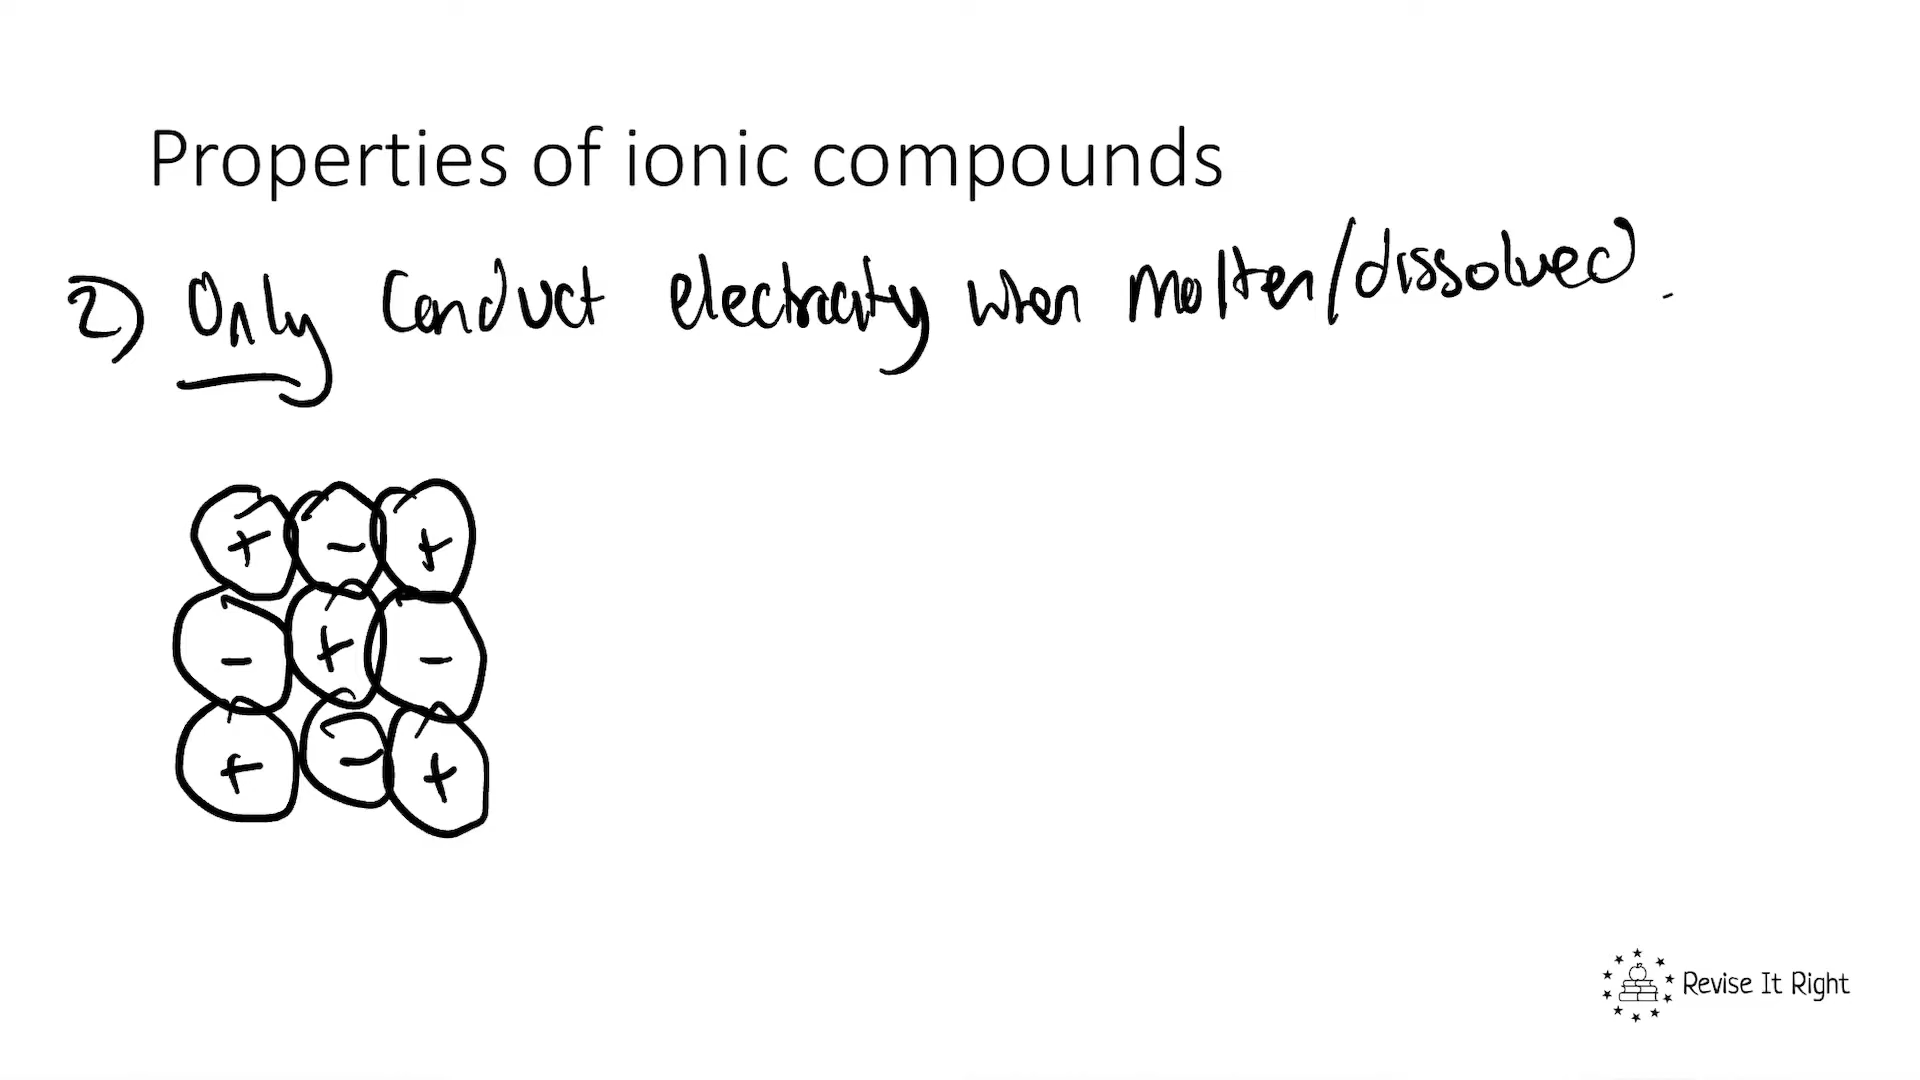 Properties of ionic compounds
2) Only conduct electricity when molten/dissolved.
+ - +
- + -
+ - +
Revise It Right